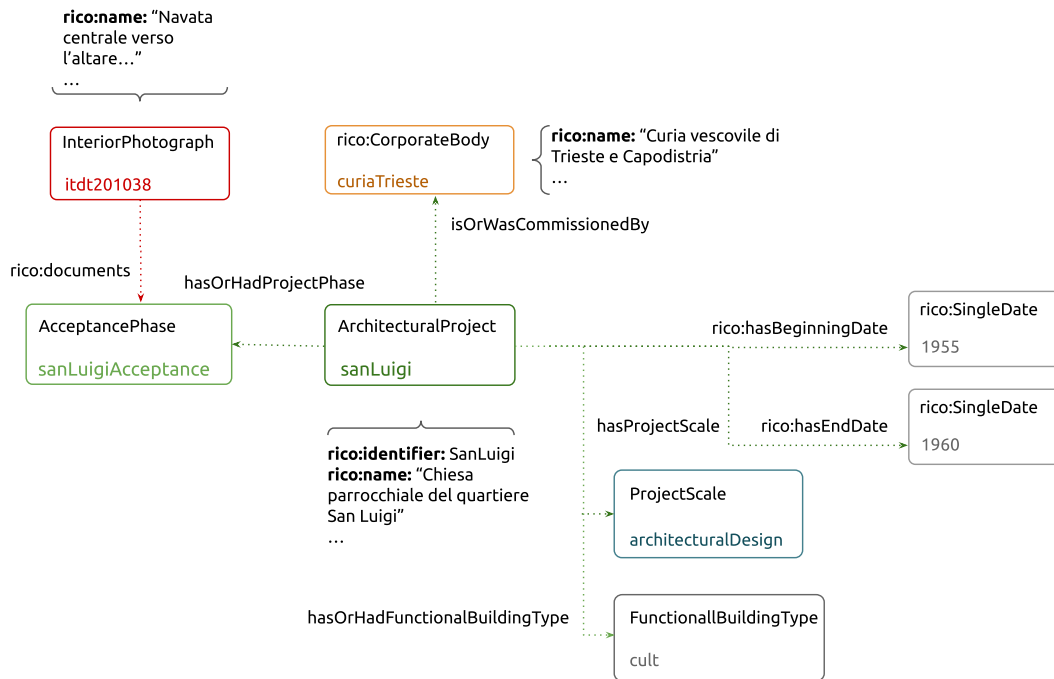 rico:name: “Navata
centrale verso
l’altare…”
…
InteriorPhotograph
itdt201038
rico:CorporateBody
curiaTrieste
rico:name: “Curia vescovile di
Trieste e Capodistria”
…
isOrWasCommissionedBy
rico:documents
hasOrHadProjectPhase
AcceptancePhase
sanLuigiAcceptance
ArchitecturalProject
sanLuigi
rico:hasBeginningDate
rico:SingleDate
1955
hasProjectScale
rico:hasEndDate
rico:SingleDate
1960
rico:identifier: SanLuigi
rico:name: “Chiesa
parrocchiale del quartiere
San Luigi”
…
ProjectScale
architecturalDesign
hasOrHadFunctionalBuildingType
FunctionallBuildingType
cult